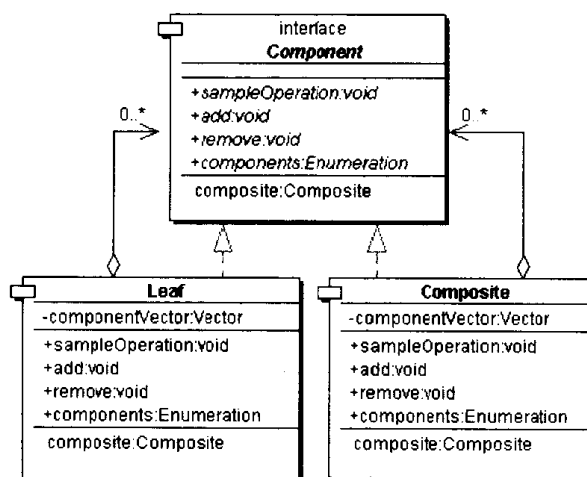 interface
Component
+sampleOperation:void
+add:void
+remove:void
+components:Enumeration
composite:Composite
0..*
0..*
Leaf
-componentVector:Vector
+sampleOperation:void
+add:void
+remove:void
+components:Enumeration
composite:Composite
Composite
-componentVector:Vector
+sampleOperation:void
+add:void
+remove:void
+components:Enumeration
composite:Composite